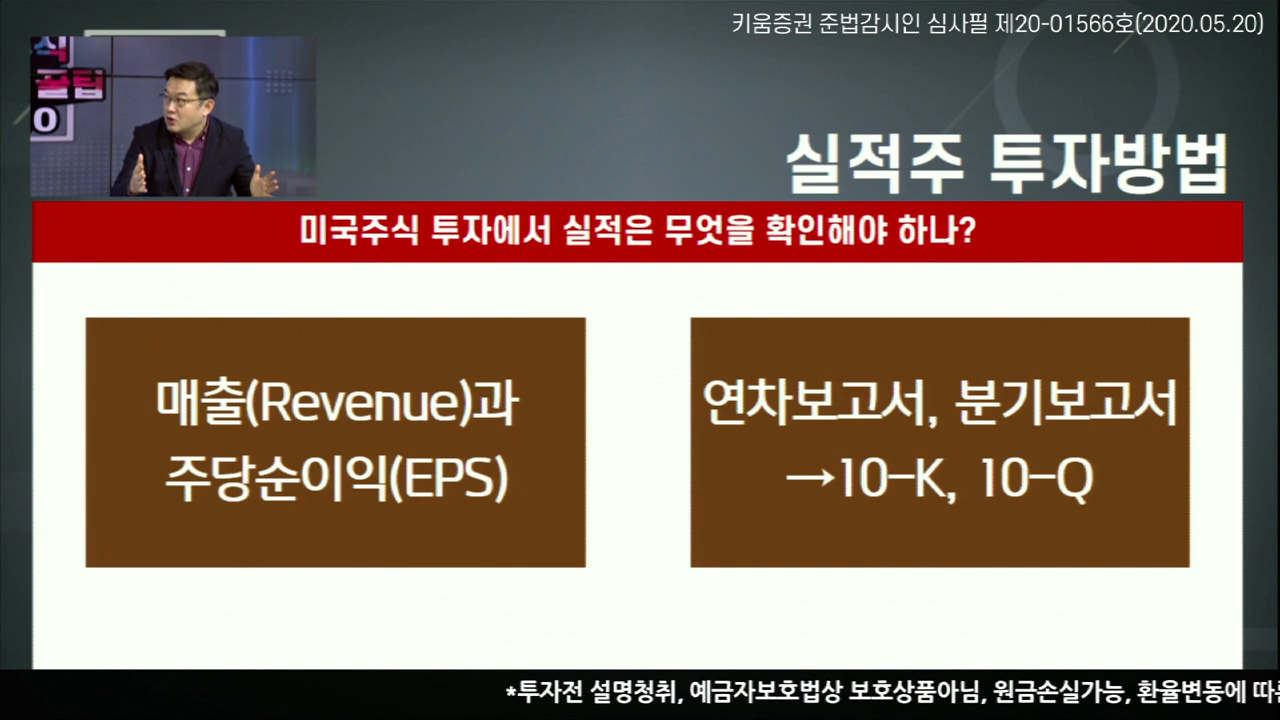 키움증권 준법감시인 심사필 제20-01566호(2020.05.20)
식
꿀팁
0
실적주 투자방법
미국주식 투자에서 실적은 무엇을 확인해야 하나?
매출(Revenue)과
주당순이익(EPS)
연차보고서, 분기보고서
→10-K, 10-Q
*투자전 설명청취, 예금자보호법상 보호상품아님, 원금손실가능, 환율변동에